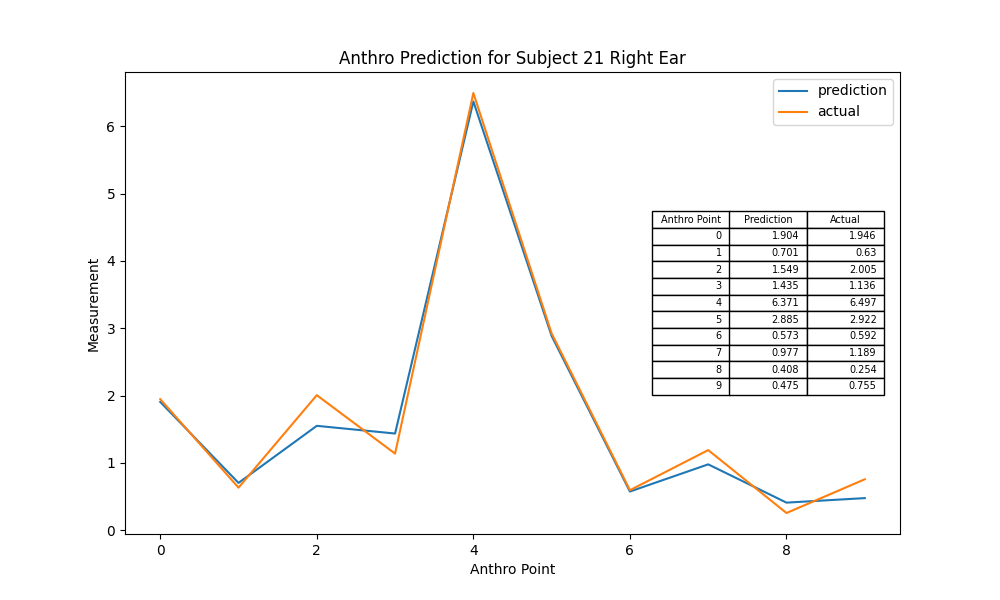 Anthro Prediction for Subject 21 Right Ear
prediction
actual
6
5
4
3
2
1
0
Measurement
Anthro Point Prediction Actual
0 1.904 1.946
1 0.701 0.63
2 1.549 2.005
3 1.435 1.136
4 6.371 6.497
5 2.885 2.922
6 0.573 0.592
7 0.977 1.189
8 0.408 0.254
9 0.475 0.755
0 2 4 6 8
Anthro Point